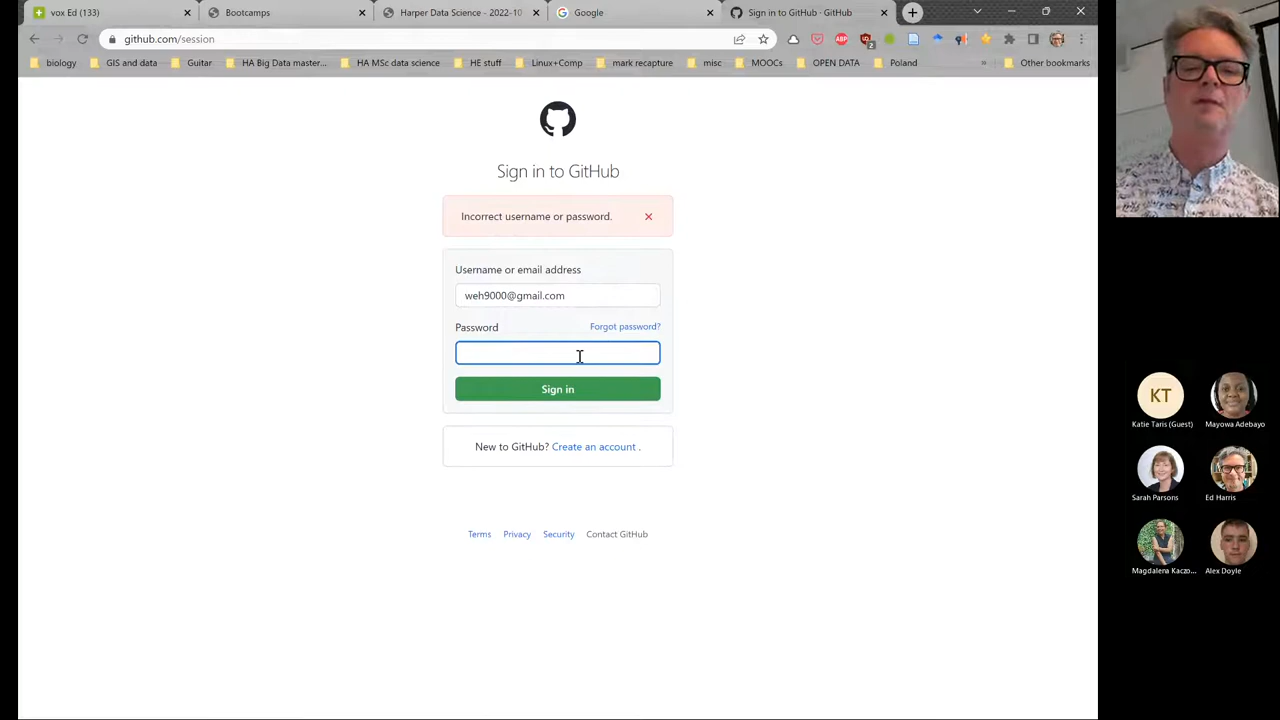 vox Ed (133)
Bootcamps
Harper Data Science - 2022-10
Google
Sign in to GitHub · GitHub
github.com/session
ABP
2
biology
GIS and data
Guitar
HA Big Data master...
HA MSc data science
HE stuff
Linux+Comp
mark recapture
misc
MOOCs
OPEN DATA
Poland
»
Other bookmarks
Sign in to GitHub
Incorrect username or password.
Username or email address
weh9000@gmail.com
Password
Forgot password?
Sign in
New to GitHub? Create an account .
Terms
Privacy
Security
Contact GitHub
KT
Katie Taris (Guest)
Mayowa Adebayo
Sarah Parsons
Ed Harris
Magdalena Kaczo...
Alex Doyle